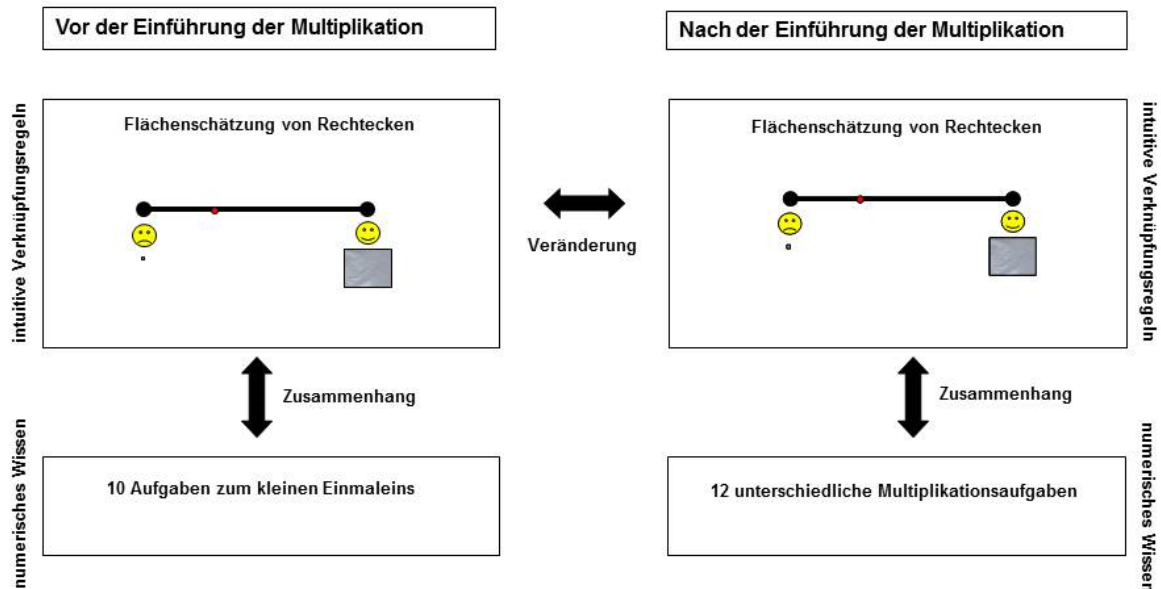 Vor der Einführung der Multiplikation
Nach der Einführung der Multiplikation
intuitive Verknüpfungsregeln
Flächenschätzung von Rechtecken
Veränderung
Flächenschätzung von Rechtecken
intuitive Verknüpfungsregeln
Zusammenhang
Zusammenhang
numerisches Wissen
10 Aufgaben zum kleinen Einmaleins
12 unterschiedliche Multiplikationsaufgaben
numerisches Wissen